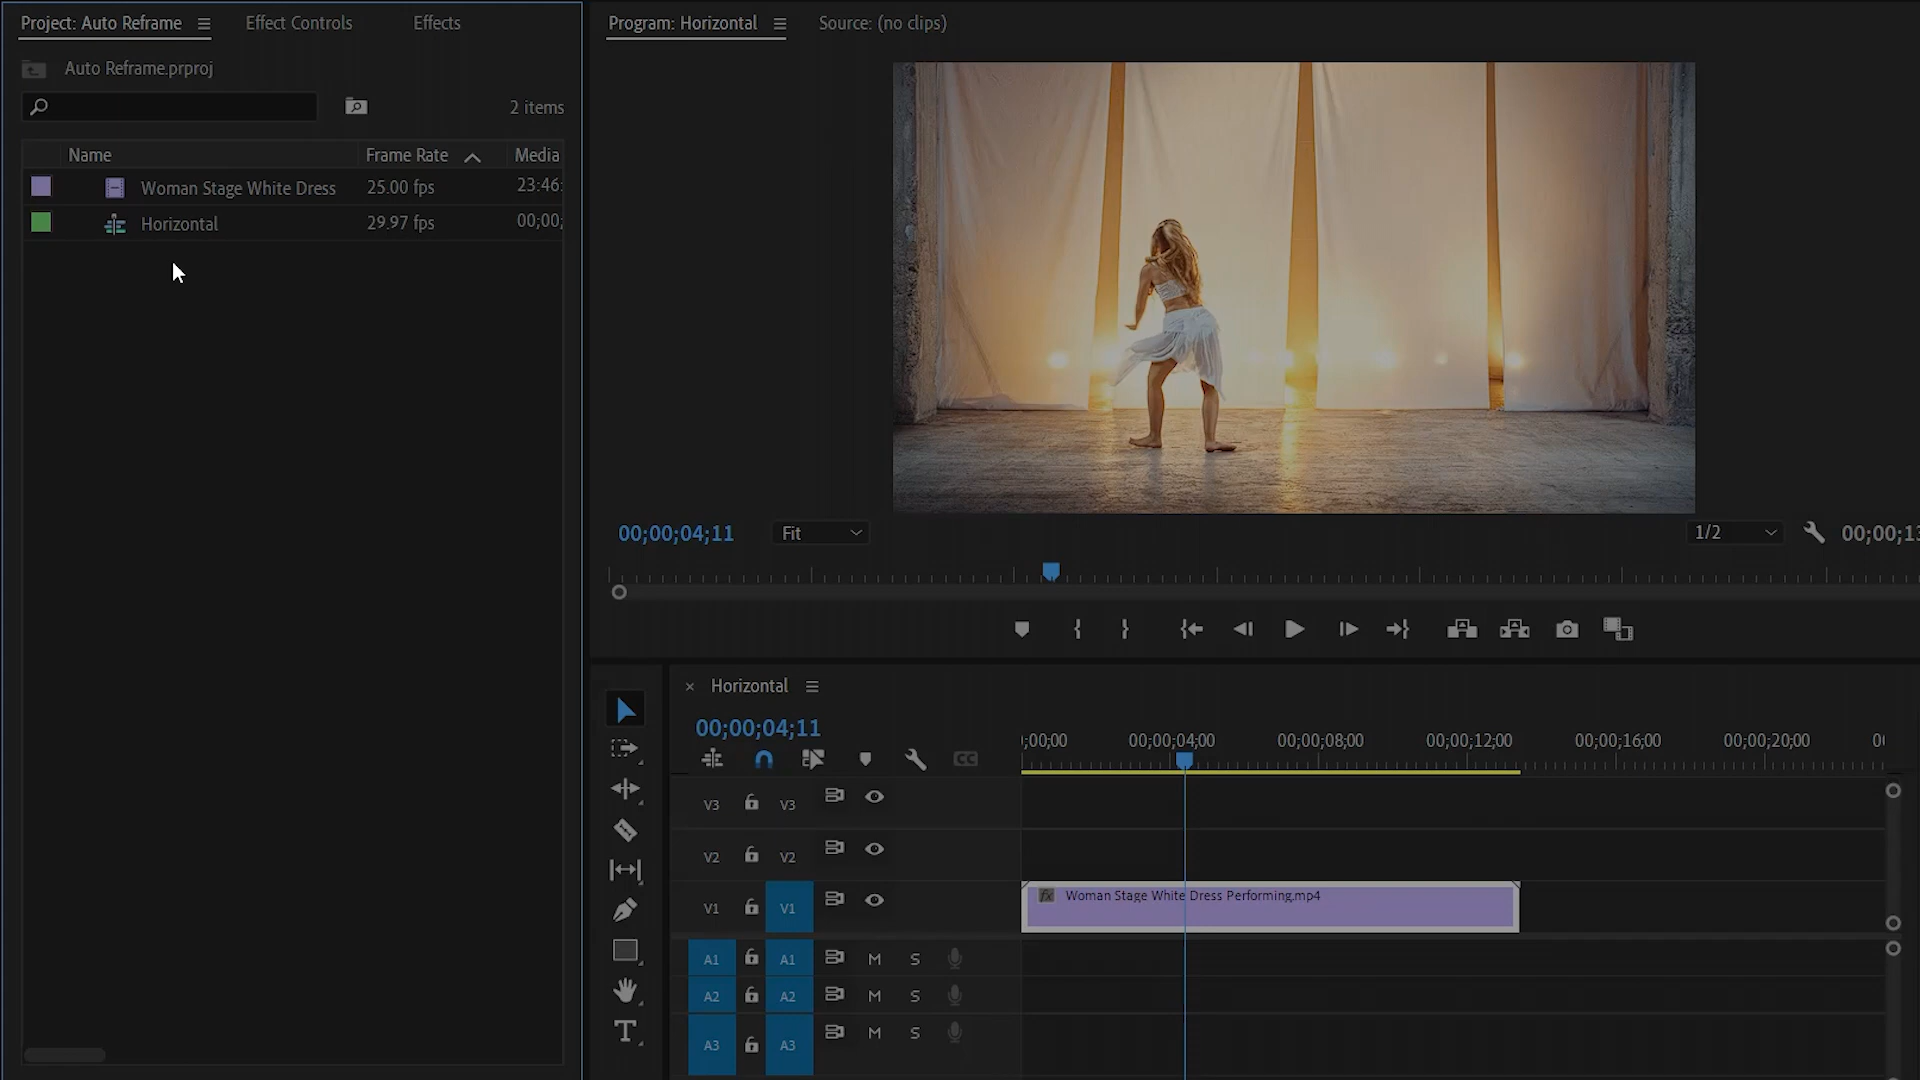 Project: Auto Reframe
Effect Controls
Effects
Program: Horizontal
Source: (no clips)
Auto Reframe.prproj
2 items
Name
Frame Rate
Media
Woman Stage White Dress
25.00 fps
23:46:
Horizontal
29.97 fps
00;00;
00;00;04;11
Fit
1/2
00;00;13
Horizontal
00;00;04;11
;00;00
00;00;04;00
00;00;08;00
00;00;12;00
00;00;16;00
00;00;20;00
CC
V3 V3
V2 V2
V1 V1
fx Woman Stage White Dress Performing.mp4
A1 A1 M S
A2 A2 M S
A3 A3 M S
T